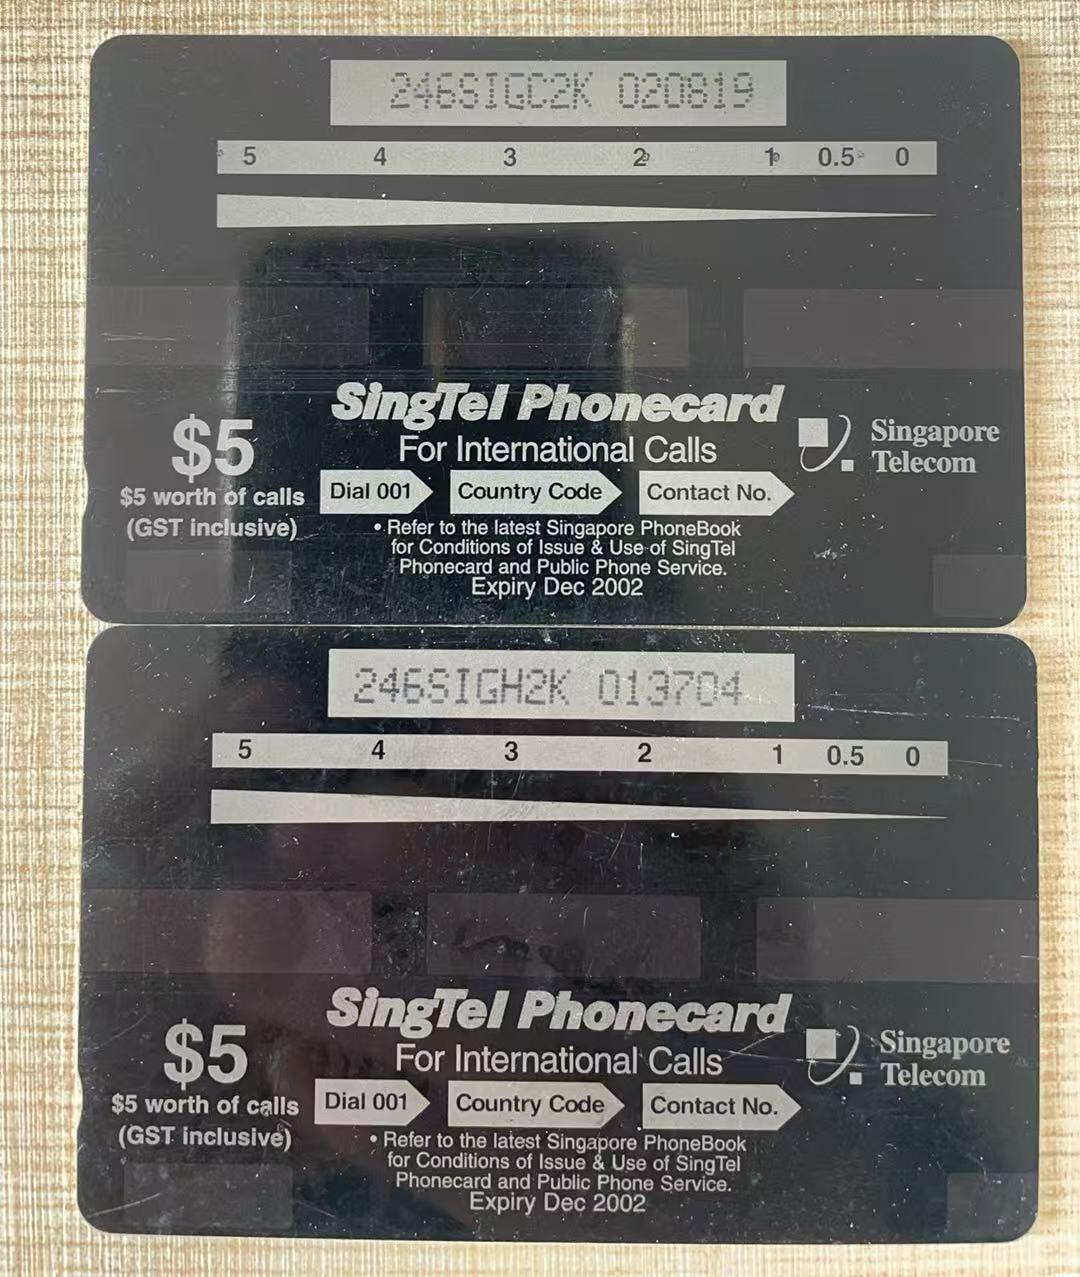 246SIGC2K 020819
5 4 3 2 1 0.5 0
SingTel Phonecard
For International Calls
$5
$5 worth of calls
(GST inclusive)
Dial 001 Country Code Contact No.
• Refer to the latest Singapore PhoneBook
for Conditions of Issue & Use of SingTel
Phonecard and Public Phone Service.
Expiry Dec 2002
Singapore
Telecom
246SIGH2K 013704
5 4 3 2 1 0.5 0
SingTel Phonecard
For International Calls
$5
$5 worth of calls
(GST inclusive)
Dial 001 Country Code Contact No.
• Refer to the latest Singapore PhoneBook
for Conditions of Issue & Use of SingTel
Phonecard and Public Phone Service.
Expiry Dec 2002
Singapore
Telecom